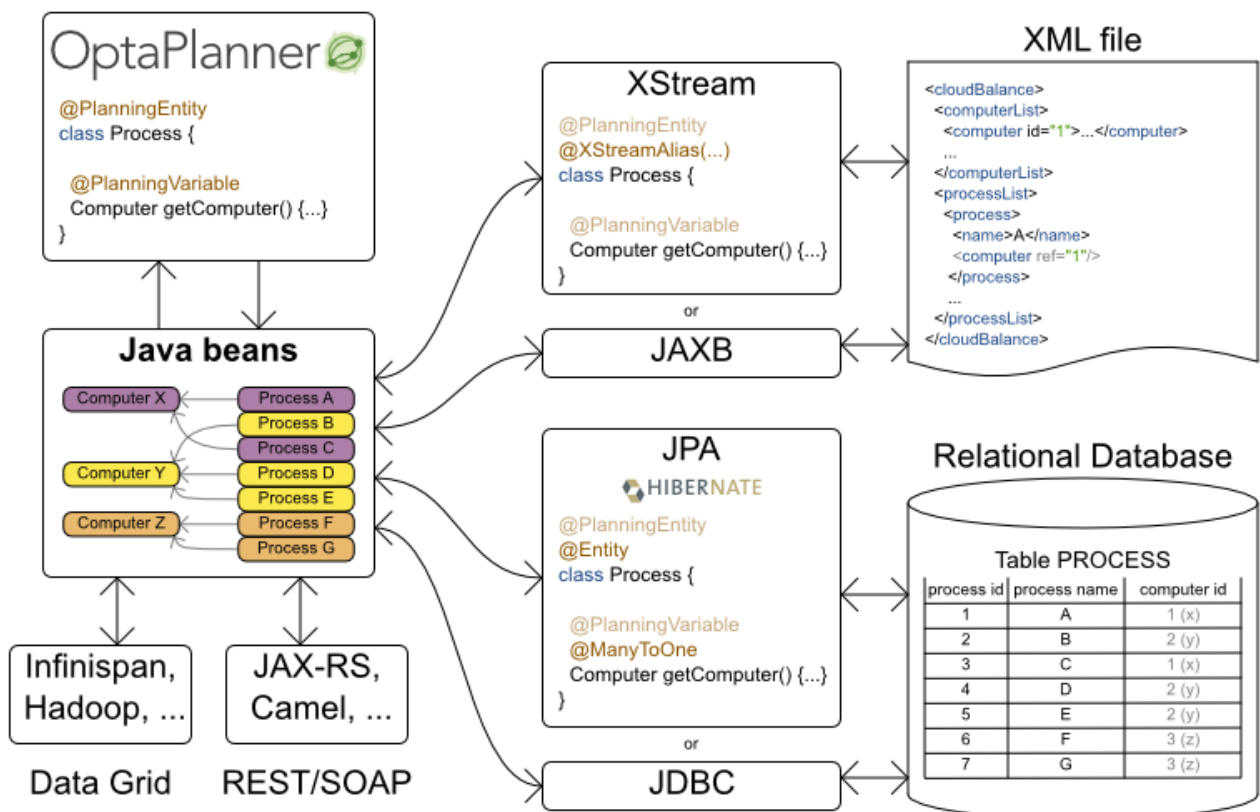 OptaPlanner
@PlanningEntity
class Process {
@PlanningVariable
Computer getComputer() {...}
}
Java beans
Computer X
Process A
Process B
Process C
Computer Y
Process D
Process E
Computer Z
Process F
Process G
Infinispan,
Hadoop, ...
Data Grid
JAX-RS,
Camel, ...
REST/SOAP
XStream
@PlanningEntity
@XStreamAlias(...)
class Process {
@PlanningVariable
Computer getComputer() {...}
}
or
JAXB
XML file
<cloudBalance>
<computerList>
<computer id="1">...</computer>
...
</computerList>
<processList>
<process>
<name>A</name>
<computer ref="1"/>
</process>
...
</processList>
</cloudBalance>
JPA
HIBERNATE
@PlanningEntity
@Entity
class Process {
@PlanningVariable
@ManyToOne
Computer getComputer() {...}
}
or
JDBC
Relational Database
Table PROCESS
process id process name computer id
1 A 1 (x)
2 B 2 (y)
3 C 1 (x)
4 D 2 (y)
5 E 2 (y)
6 F 3 (z)
7 G 3 (z)